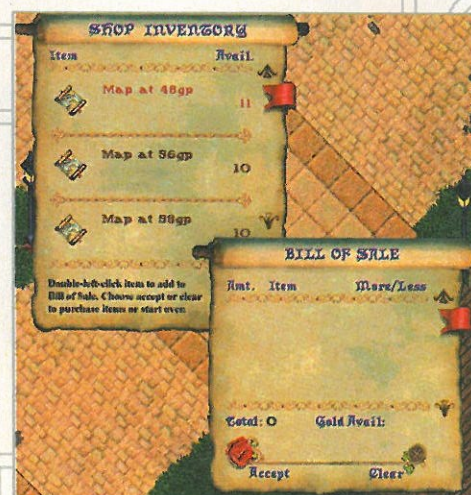 SHOP INVENTORY
Item Avail.
Map at 48gp 11
Map at 96gp 10
Map at 98gp 10
Double-left-click item to add to
Bill of Sale. Choose accept or clear
to purchase items or start over.
BILL OF SALE
Amt. Item More/Less
Total: 0 Gold Avail:
Accept Clear